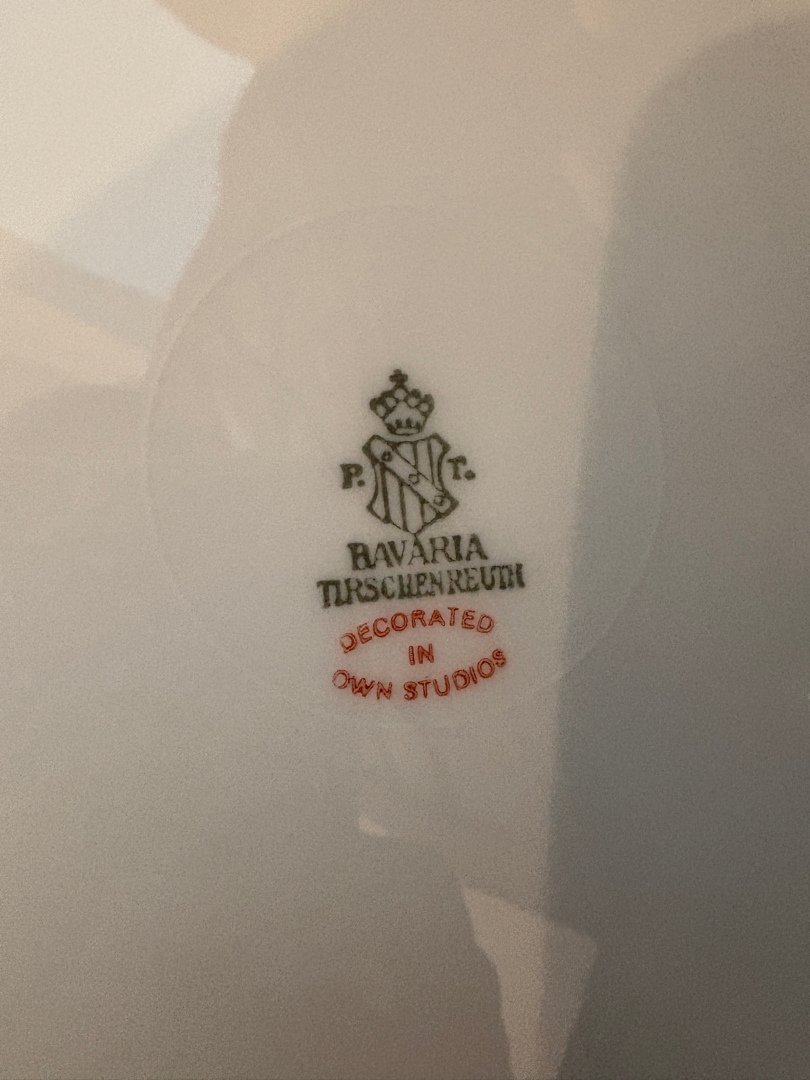 P. T.
BAVARIA
TIRSCHENREUTH
DECORATED
IN
OWN STUDIOS